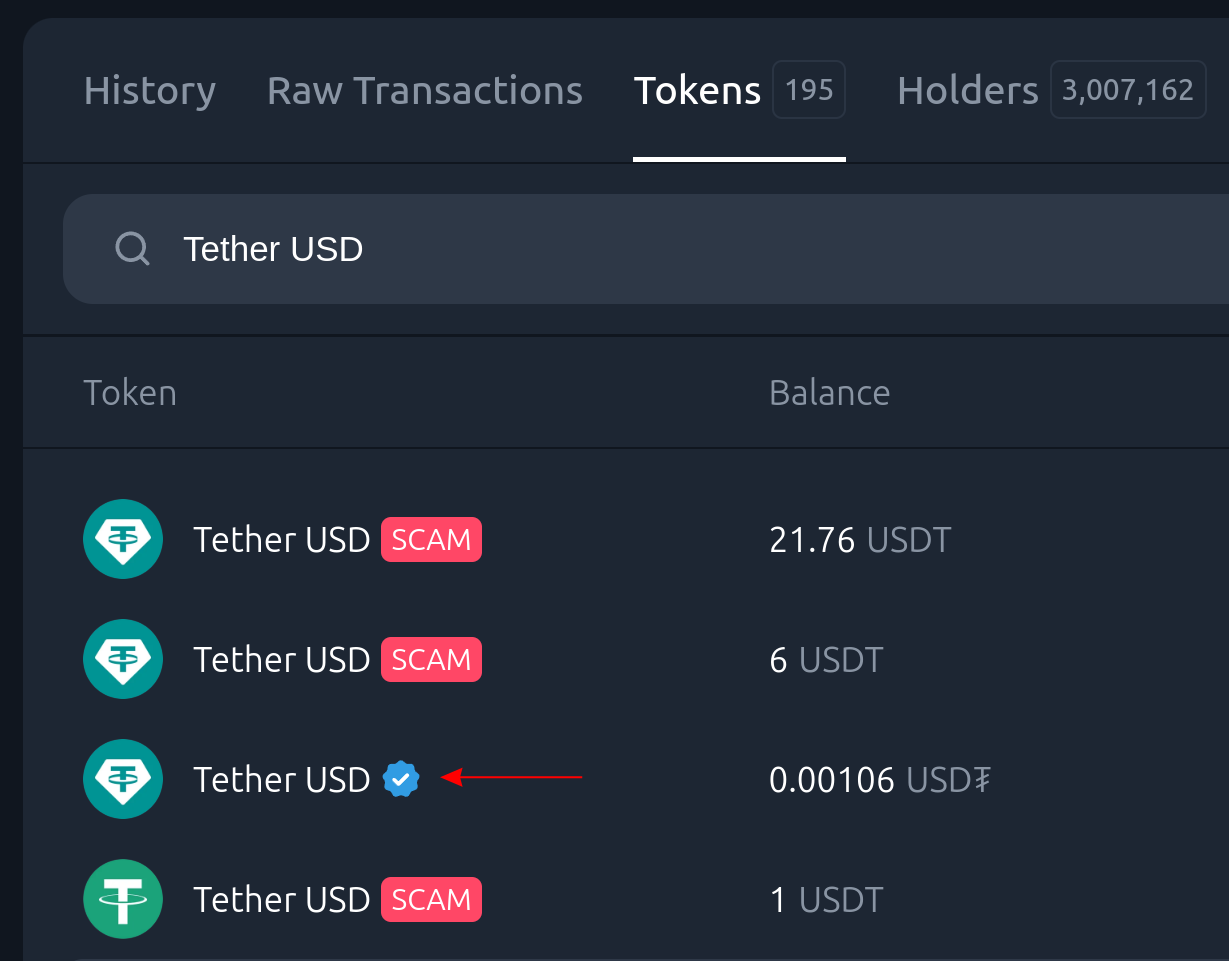 History Raw Transactions Tokens 195 Holders 3,007,162
Tether USD
Token Balance
Tether USD SCAM 21.76 USDT
Tether USD SCAM 6 USDT
Tether USD 0.00106 USD₮
Tether USD SCAM 1 USDT